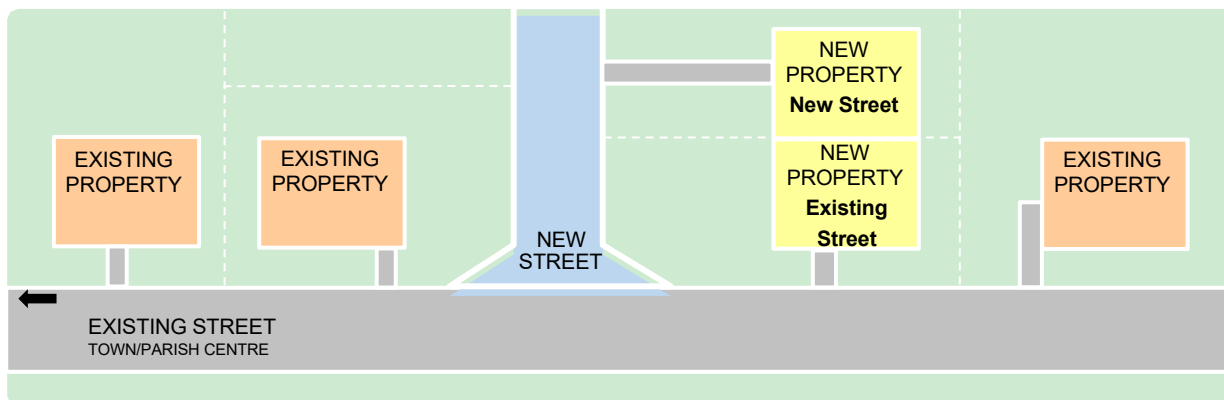 NEW
PROPERTY
New Street
EXISTING
PROPERTY
EXISTING
PROPERTY
NEW
PROPERTY
Existing
Street
EXISTING
PROPERTY
NEW
STREET
EXISTING STREET
TOWN/PARISH CENTRE